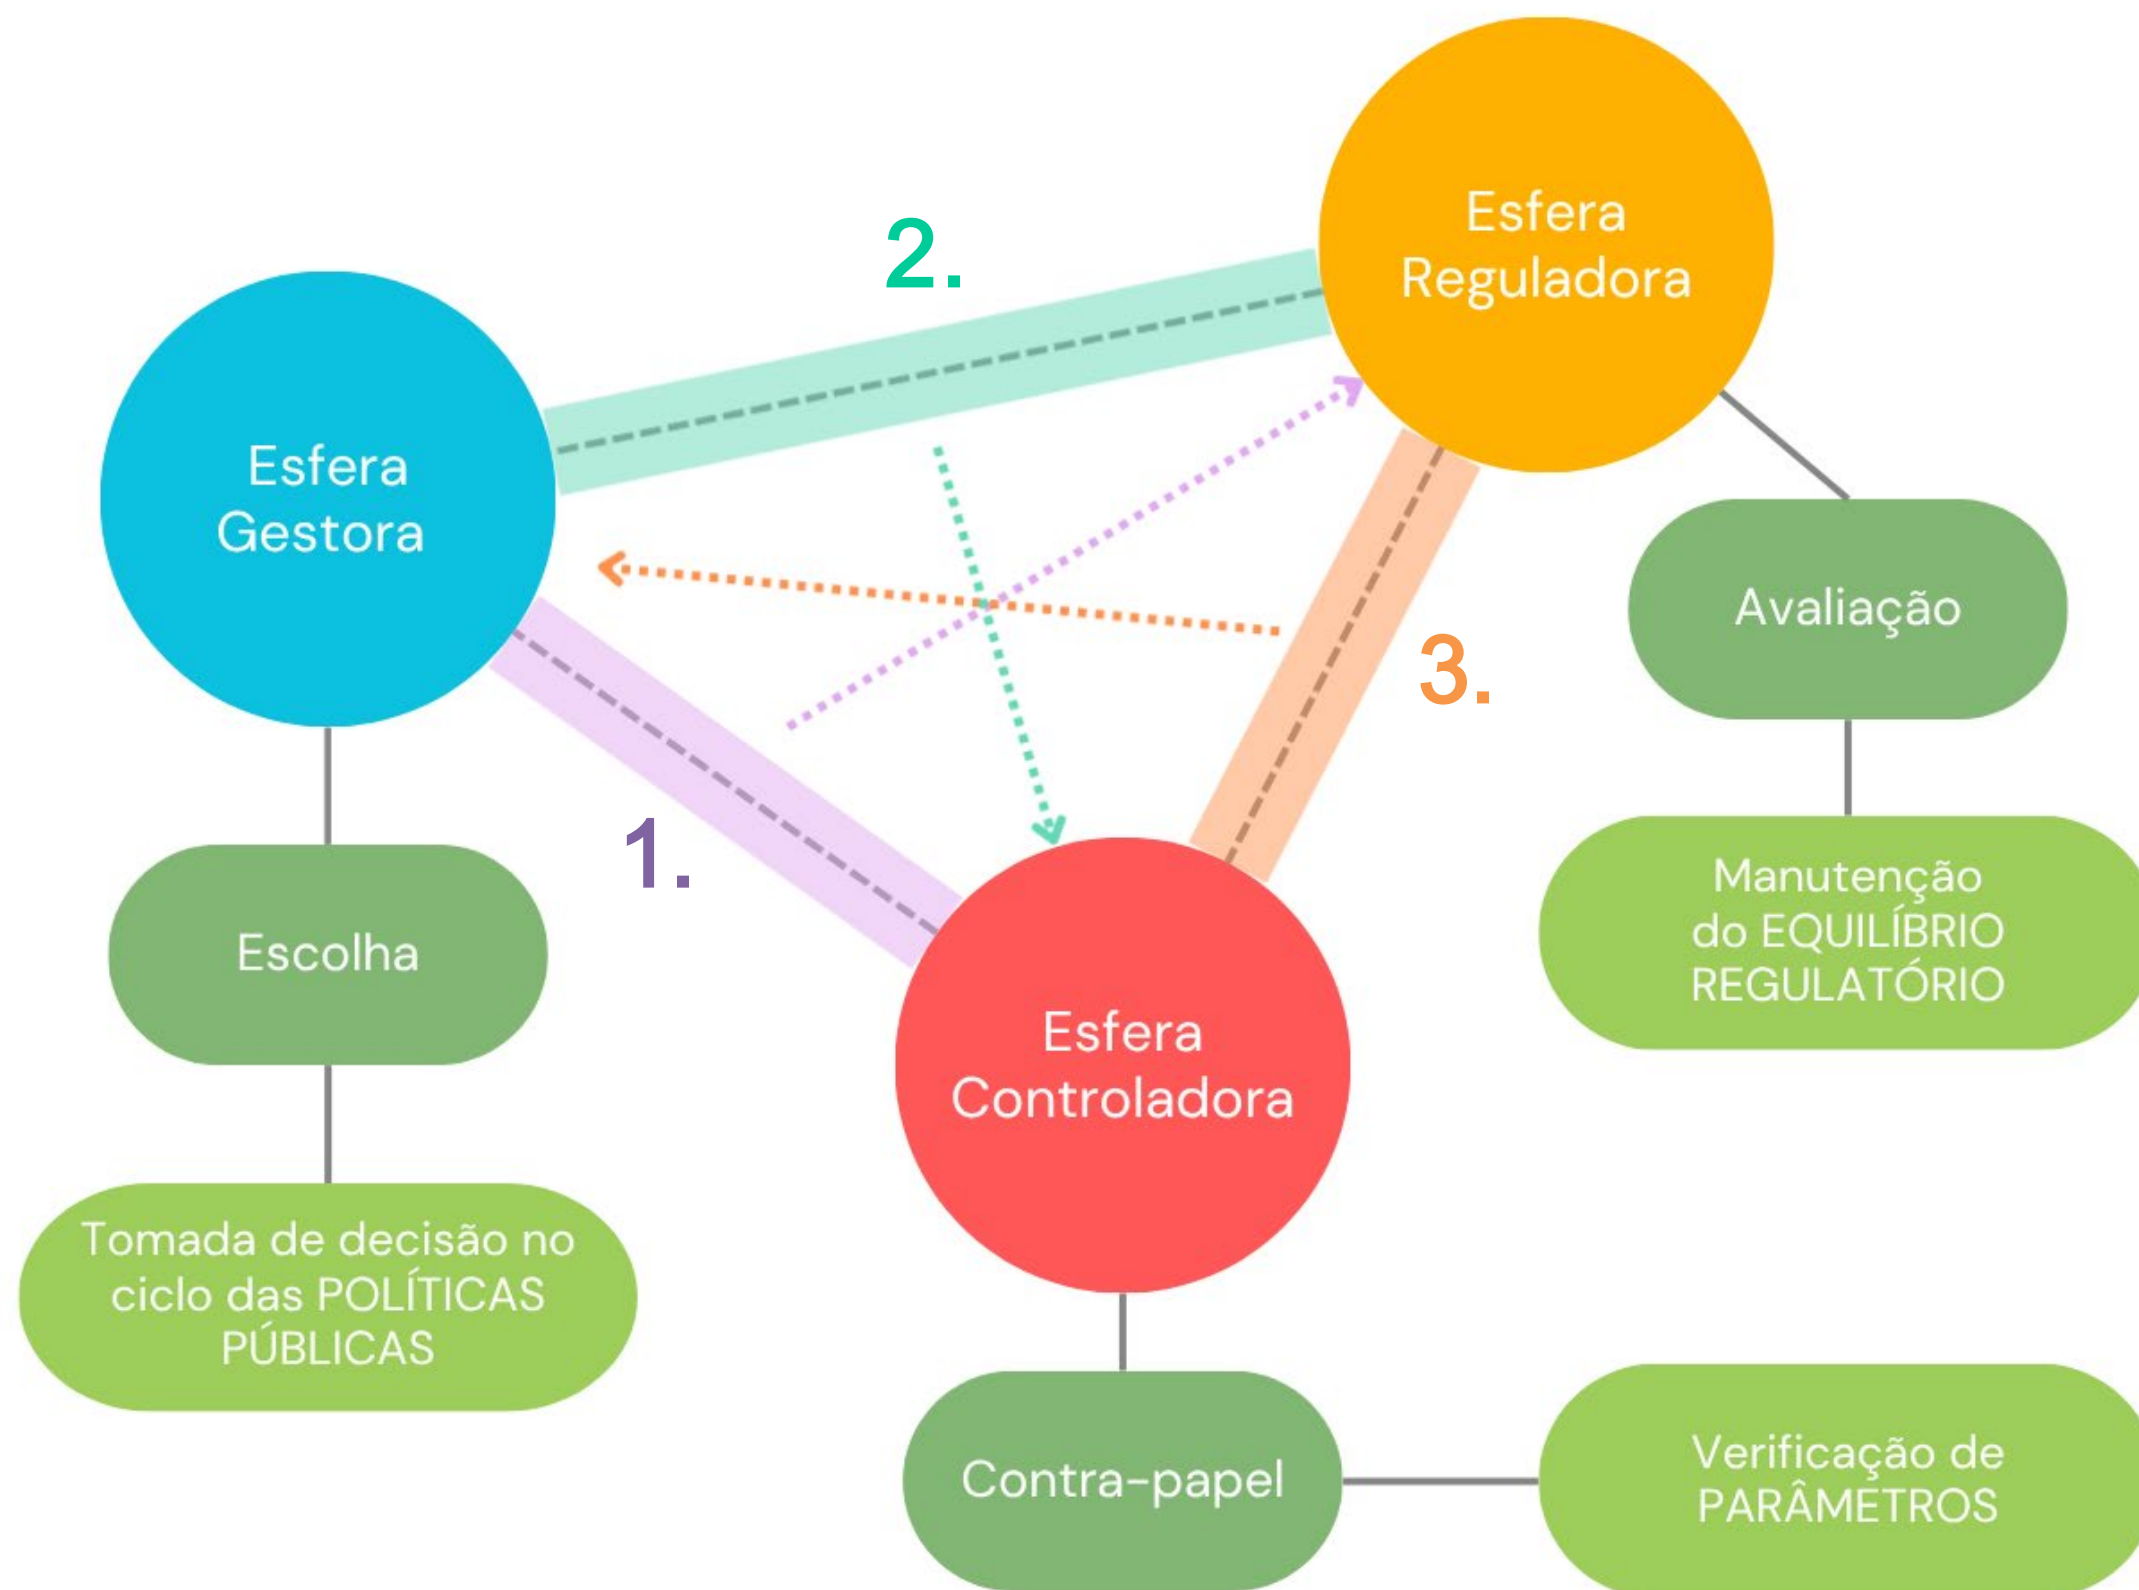 Esfera
Reguladora
2.
Esfera
Gestora
Avaliação
3.
1.
Manutenção
do EQUILÍBRIO
REGULATÓRIO
Escolha
Esfera
Controladora
Tomada de decisão no
ciclo das POLÍTICAS
PÚBLICAS
Contra-papel
Verificação de
PARÂMETROS